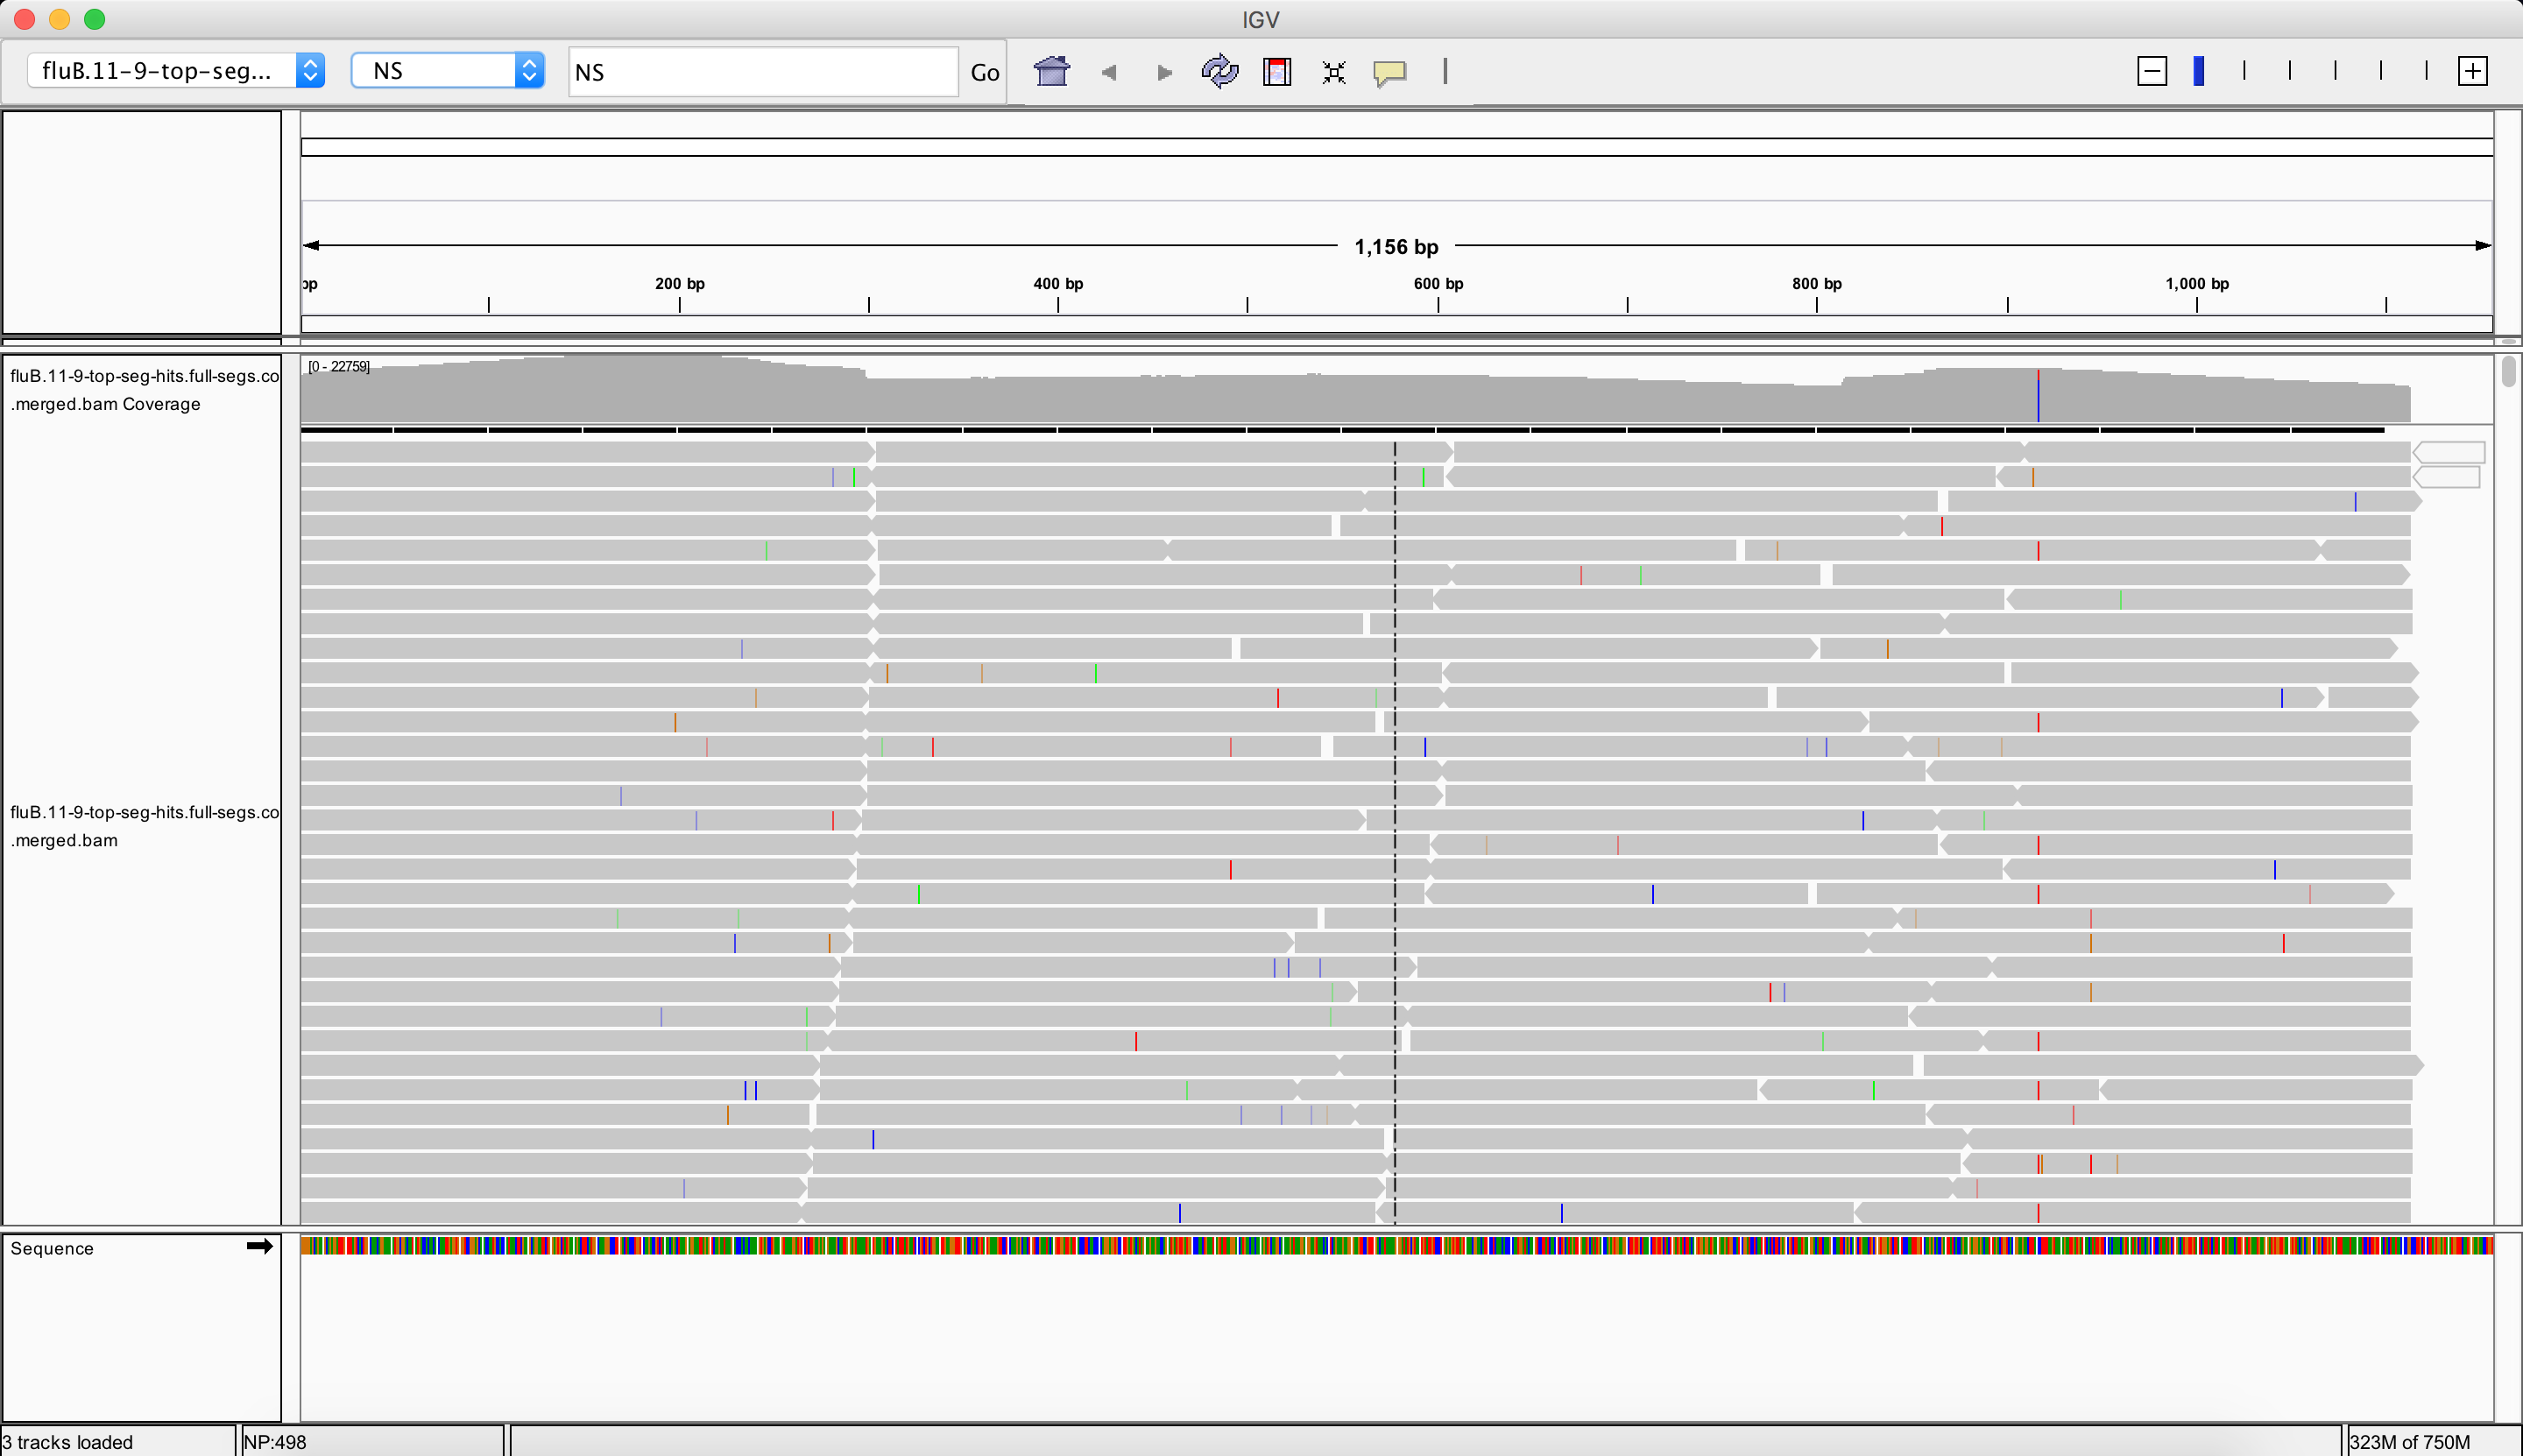 IGV
fluB.11-9-top-seg...
NS
NS
Go
1,156 bp
bp
200 bp
400 bp
600 bp
800 bp
1,000 bp
[0 - 22759]
fluB.11-9-top-seg-hits.full-segs.co
.merged.bam Coverage
fluB.11-9-top-seg-hits.full-segs.co
.merged.bam
Sequence
3 tracks loaded
NP:498
323M of 750M